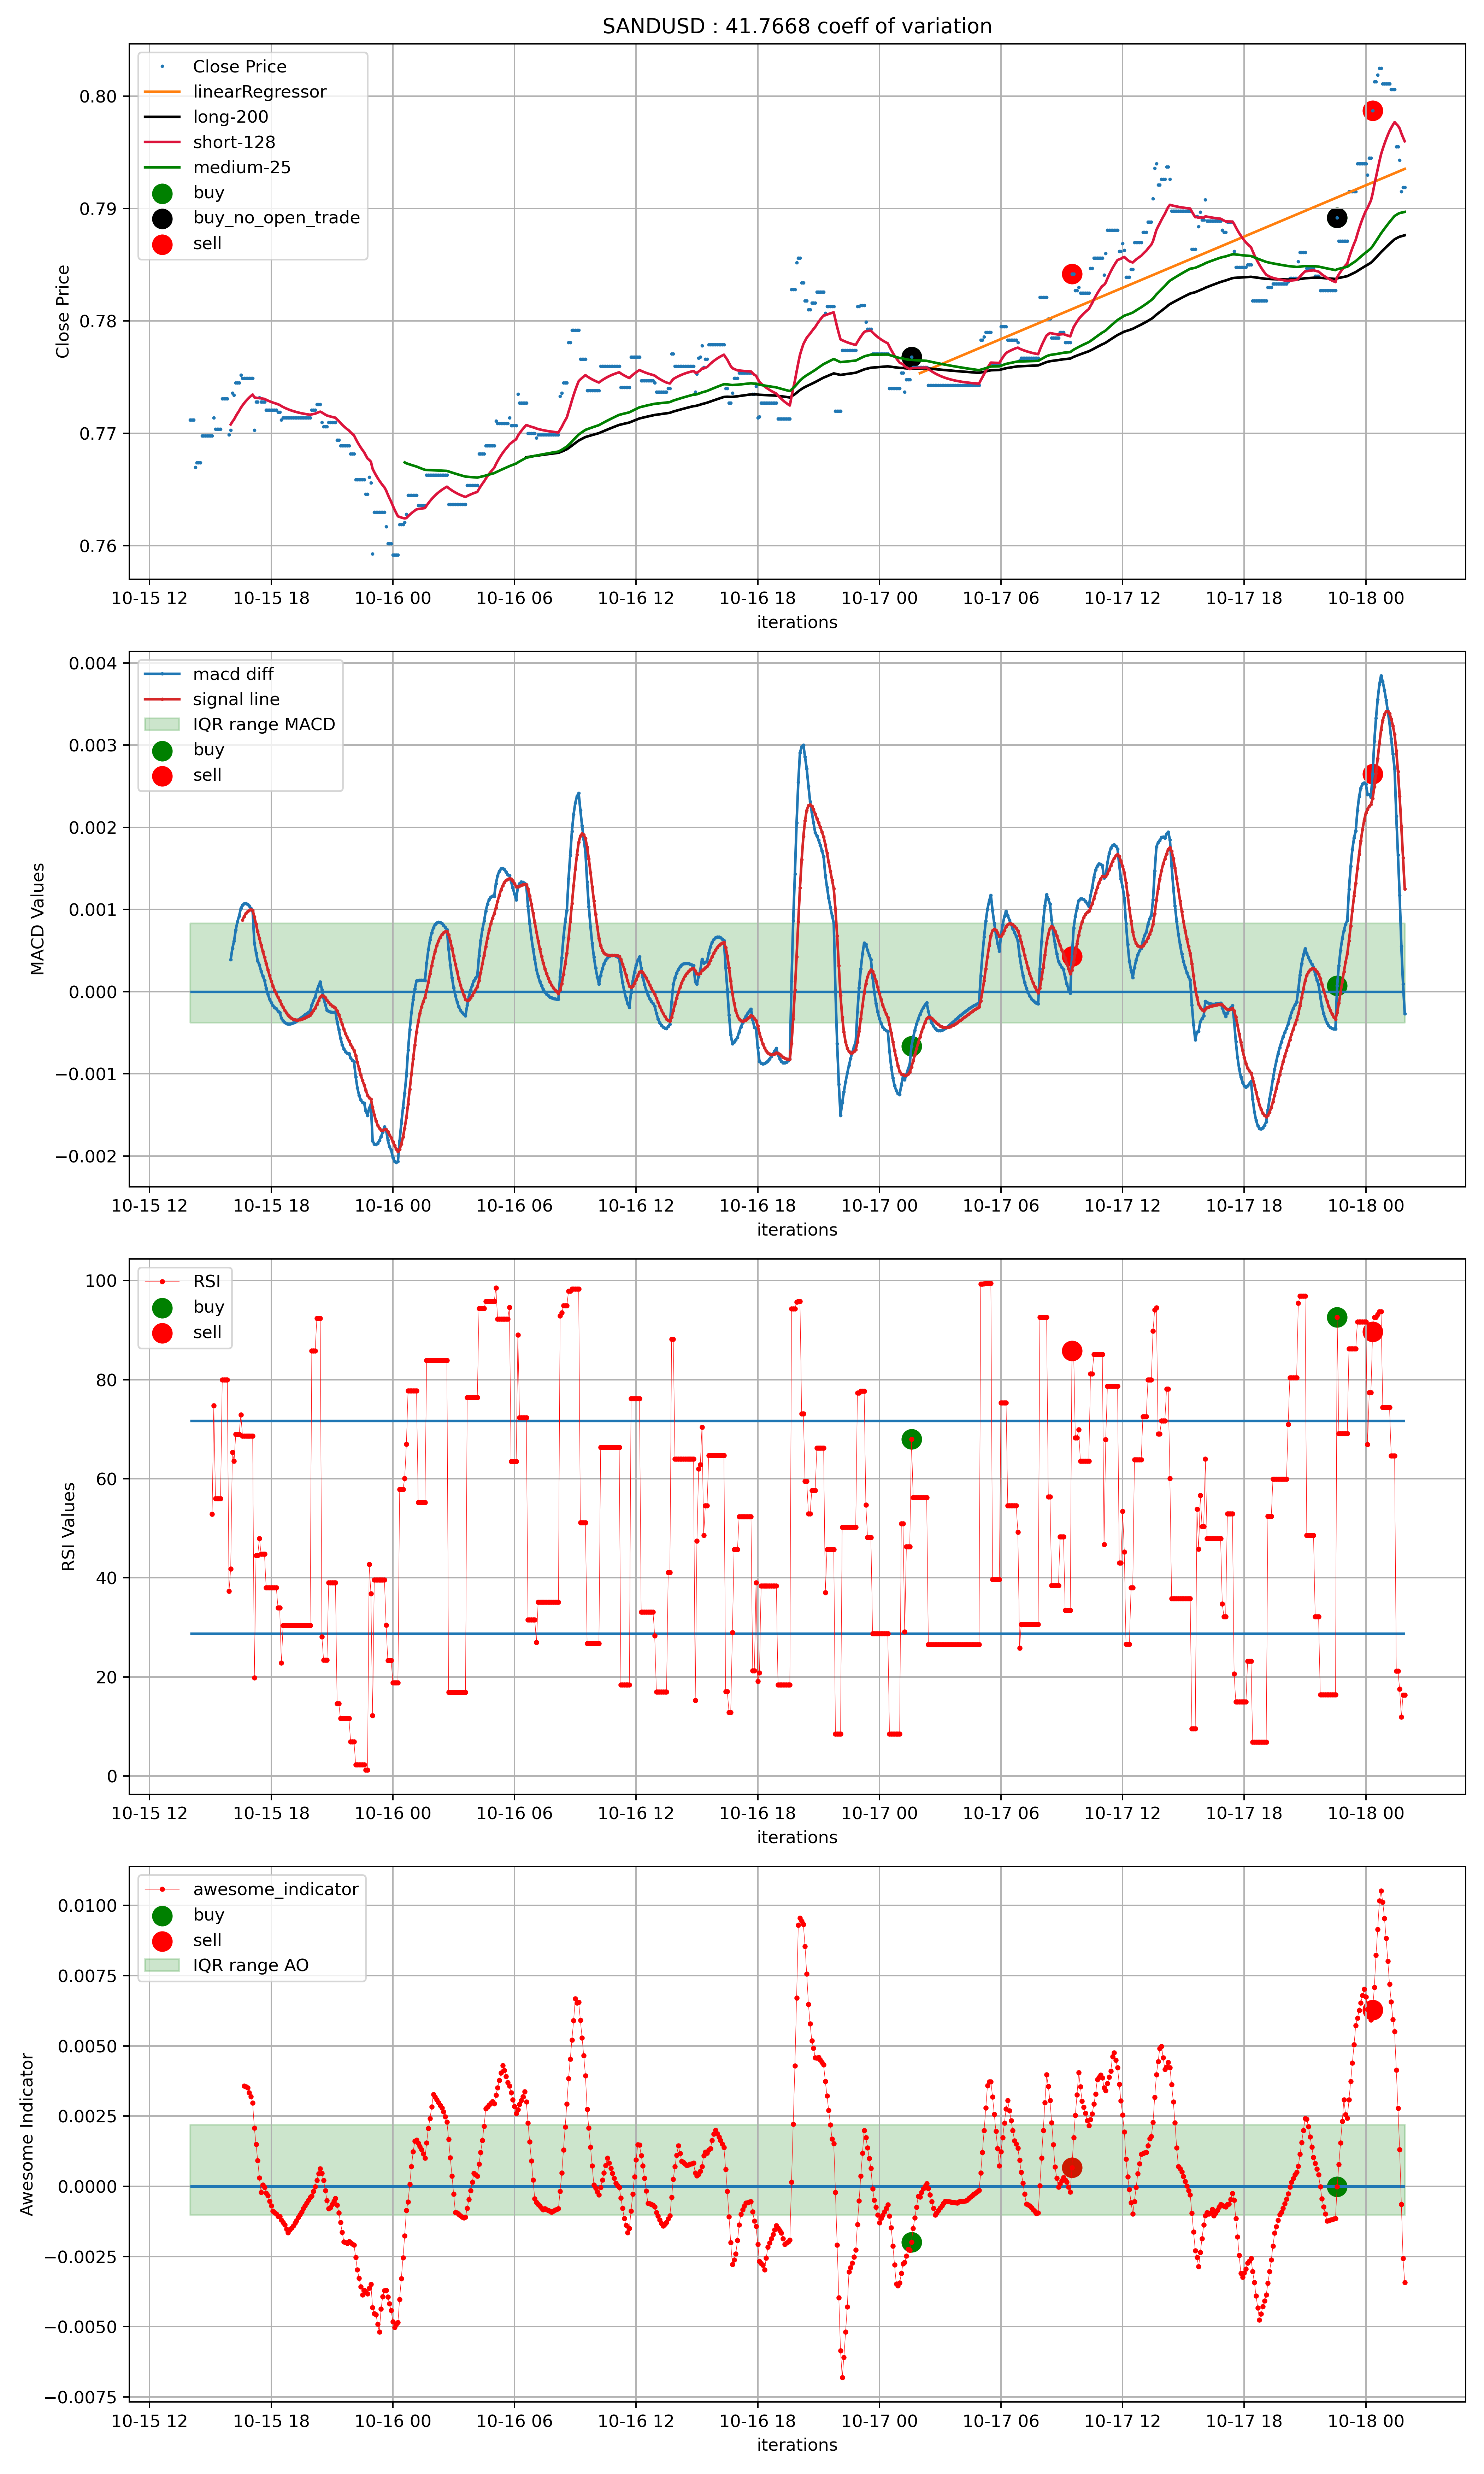 SANDUSD : 41.7668 coeff of variation
Close Price
linearRegressor
long-200
short-128
medium-25
buy
buy_no_open_trade
sell
0.80
0.79
0.78
0.77
0.76
Close Price
10-15 12 10-15 18 10-16 00 10-16 06 10-16 12 10-16 18 10-17 00 10-17 06 10-17 12 10-17 18 10-18 00
iterations
macd diff
signal line
IQR range MACD
buy
sell
0.004
0.003
0.002
0.001
0.000
−0.001
−0.002
MACD Values
10-15 12 10-15 18 10-16 00 10-16 06 10-16 12 10-16 18 10-17 00 10-17 06 10-17 12 10-17 18 10-18 00
iterations
RSI
buy
sell
100
80
60
40
20
0
RSI Values
10-15 12 10-15 18 10-16 00 10-16 06 10-16 12 10-16 18 10-17 00 10-17 06 10-17 12 10-17 18 10-18 00
iterations
awesome_indicator
buy
sell
IQR range AO
0.0100
0.0075
0.0050
0.0025
0.0000
−0.0025
−0.0050
−0.0075
Awesome Indicator
10-15 12 10-15 18 10-16 00 10-16 06 10-16 12 10-16 18 10-17 00 10-17 06 10-17 12 10-17 18 10-18 00
iterations